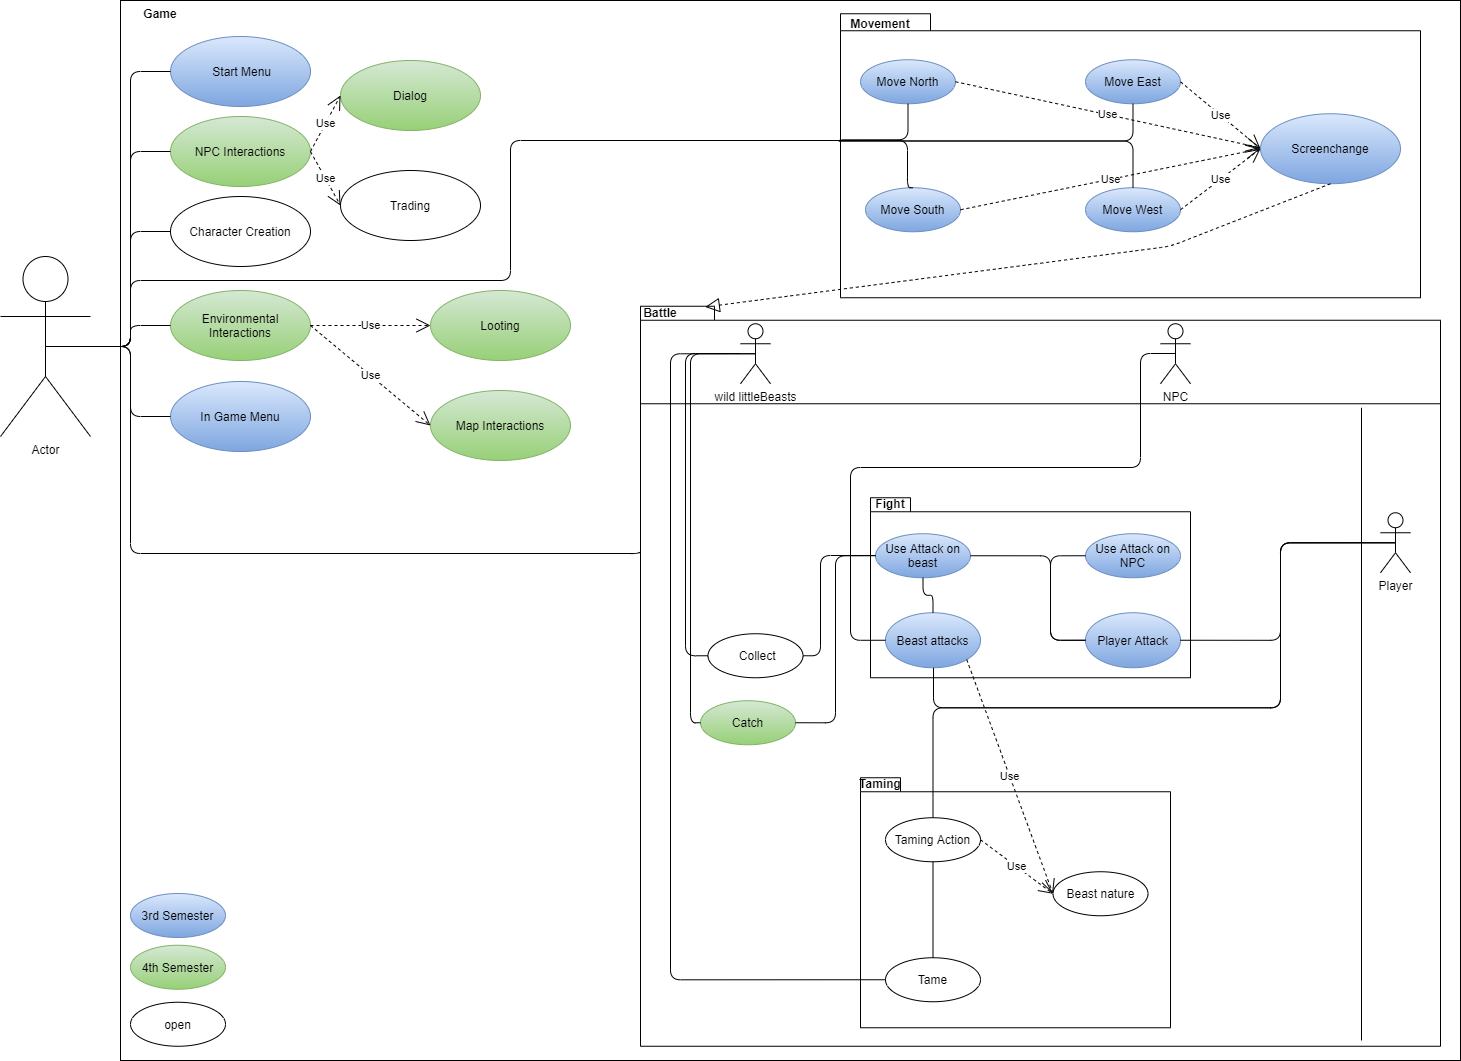 Game
Movement
Start Menu
Dialog
Move North
Move East
Use
Use
Use
NPC Interactions
Screenchange
Use
Use
Use
Trading
Move South
Move West
Character Creation
Environmental
Interactions
Use
Looting
Battle
Use
wild littleBeasts
NPC
In Game Menu
Map Interactions
Actor
Fight
Use Attack on
beast
Use Attack on
NPC
Player
Beast attacks
Player Attack
Collect
Catch
Use
Taming
Taming Action
Use
Beast nature
3rd Semester
4th Semester
Tame
open